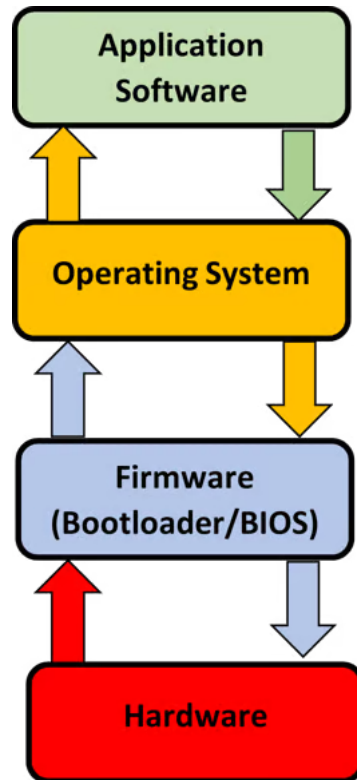 Application
Software
Operating System
Firmware
(Bootloader/BIOS)
Hardware